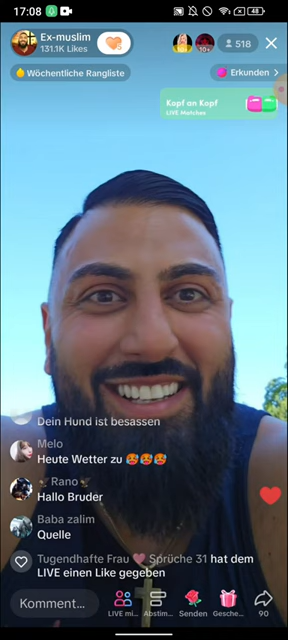 17:08
48
Ex-muslim
131.1K Likes
10+
518
Wöchentliche Rangliste
Erkunden
Kopf an Kopf
LIVE Matches
Dein Hund ist besassen
Melo
Heute Wetter zu 🥵🥵🥵
Rano
Hallo Bruder
Baba zalim
Quelle
Tugendhafte Frau 🩷 Sprüche 31 hat dem
LIVE einen Like gegeben
Komment...
LIVE mi...
Abstim...
Senden
Gesche...
90